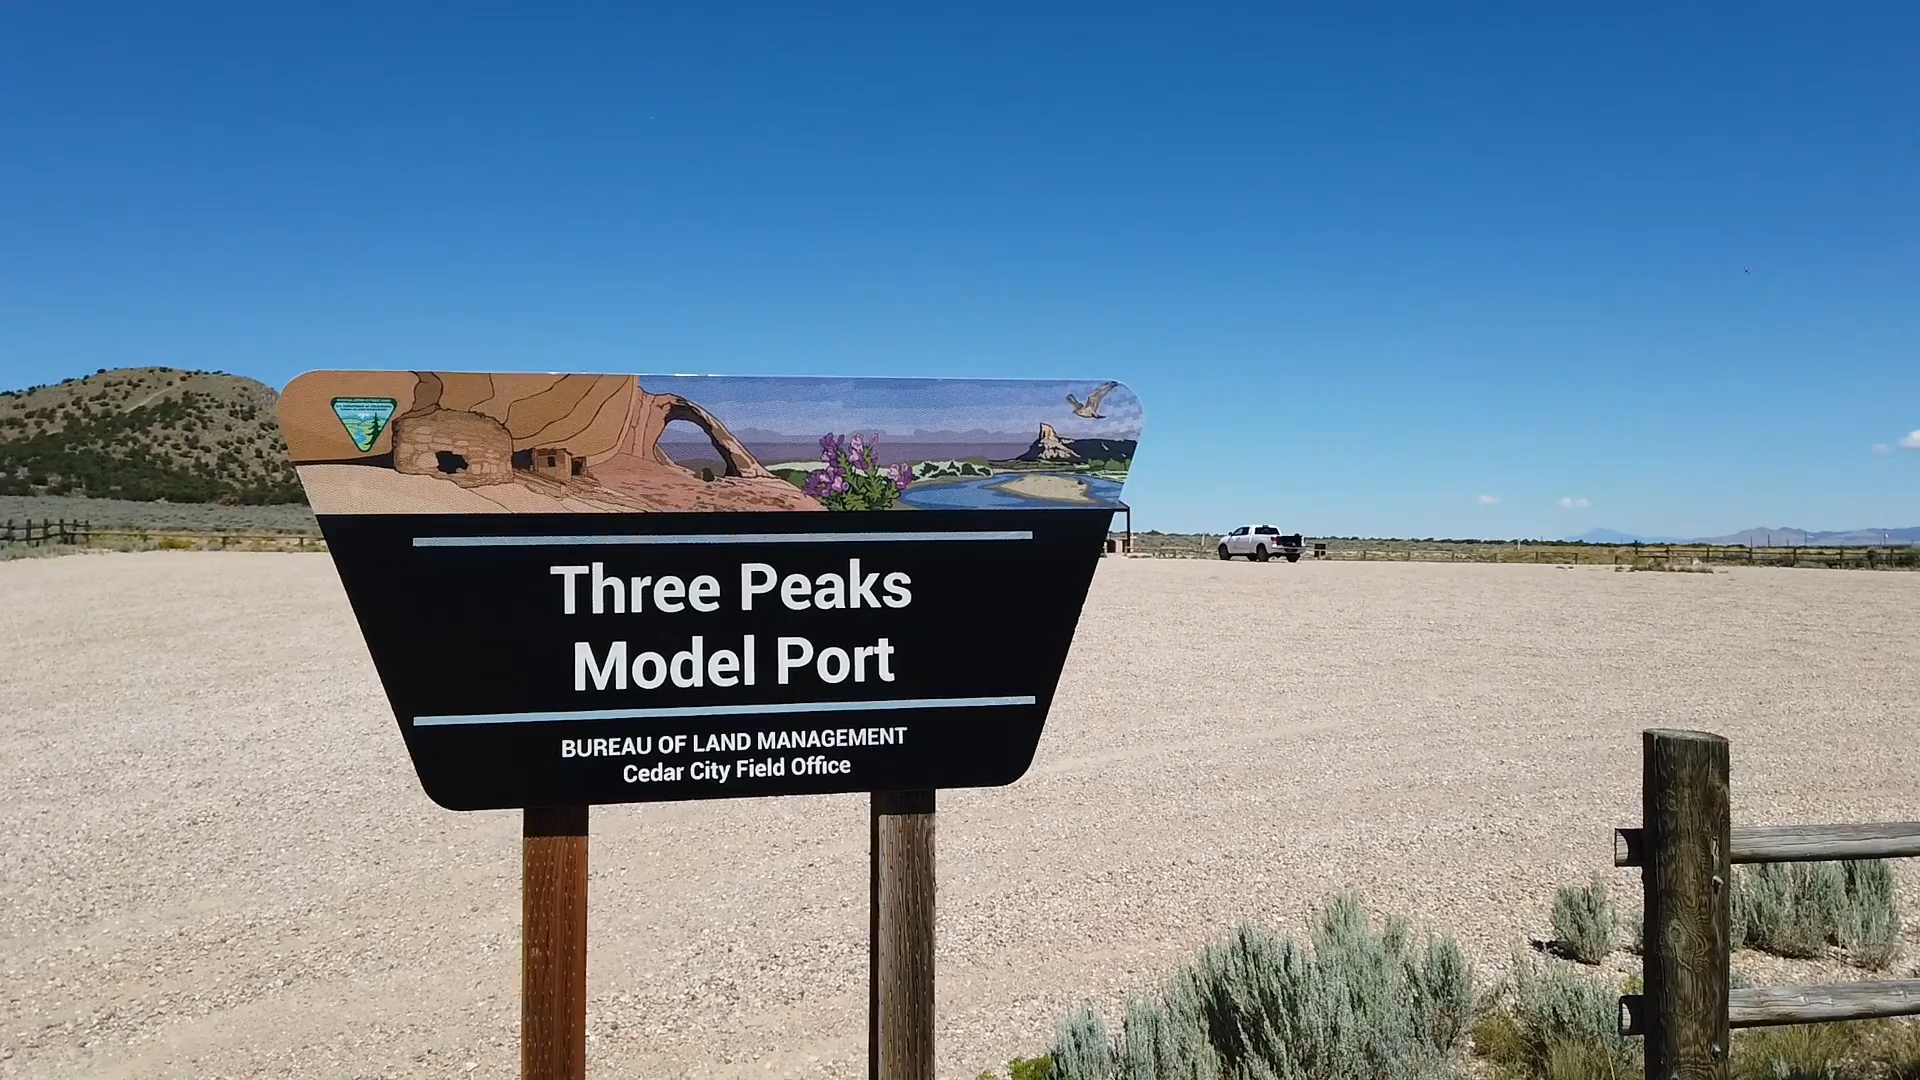 Three Peaks
Model Port
BUREAU OF LAND MANAGEMENT
Cedar City Field Office